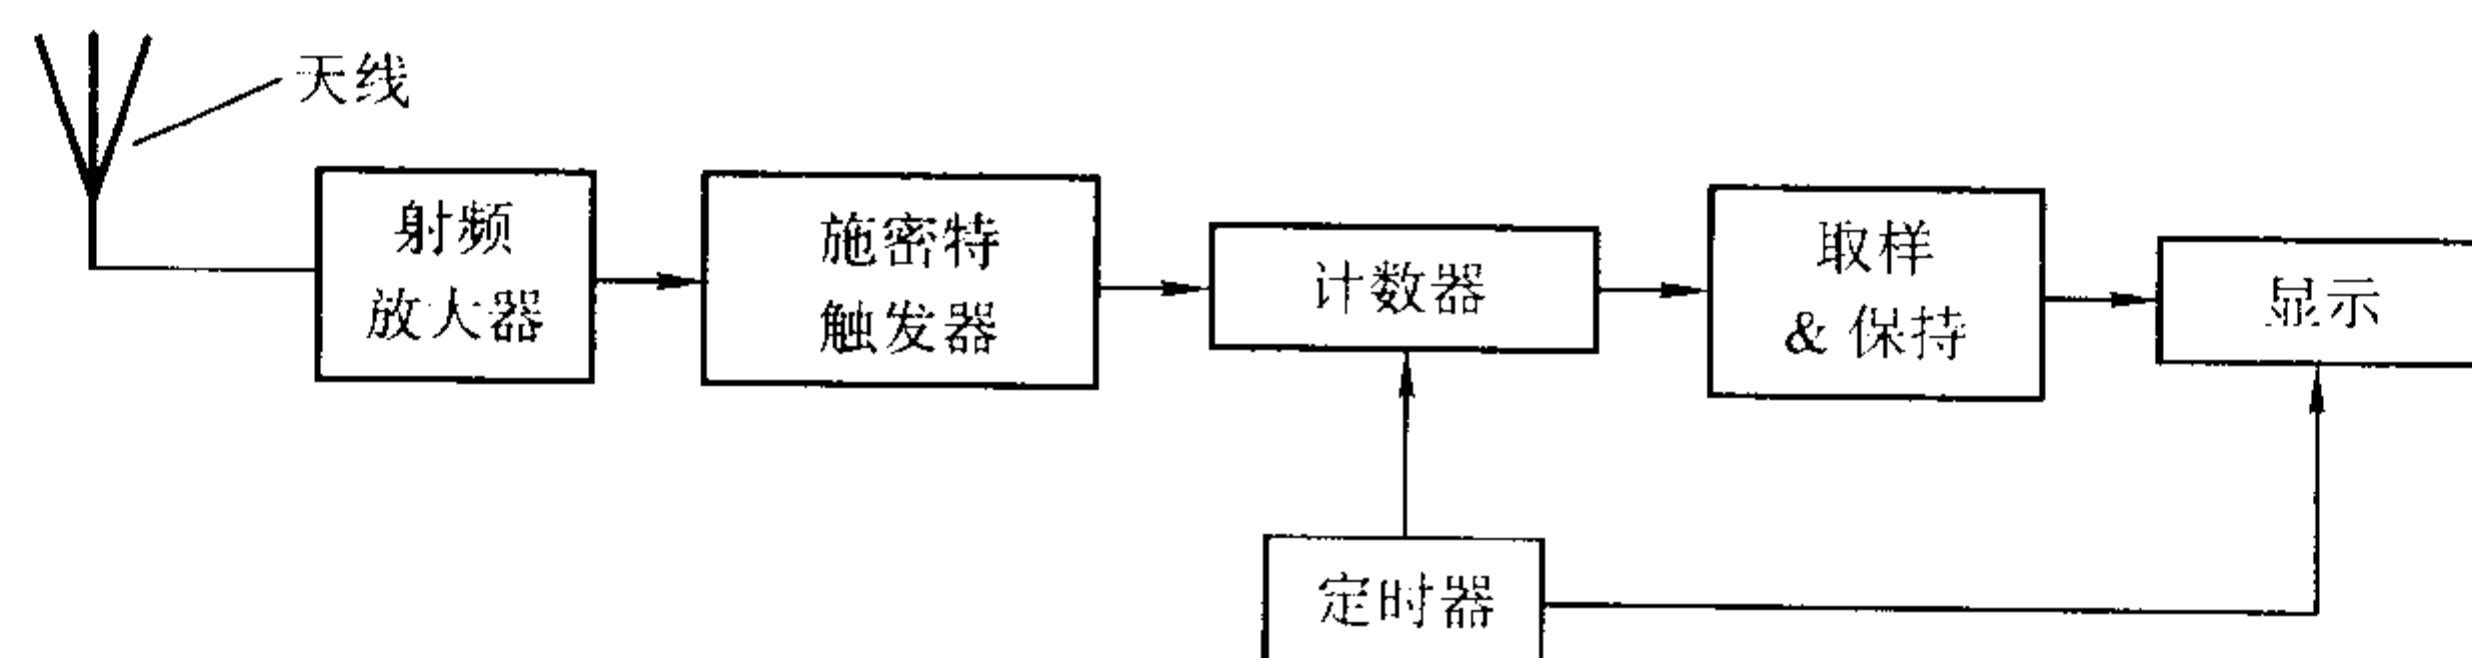 天线
射频
放大器
施密特
触发器
计数器
取样
& 保持
显示
定时器